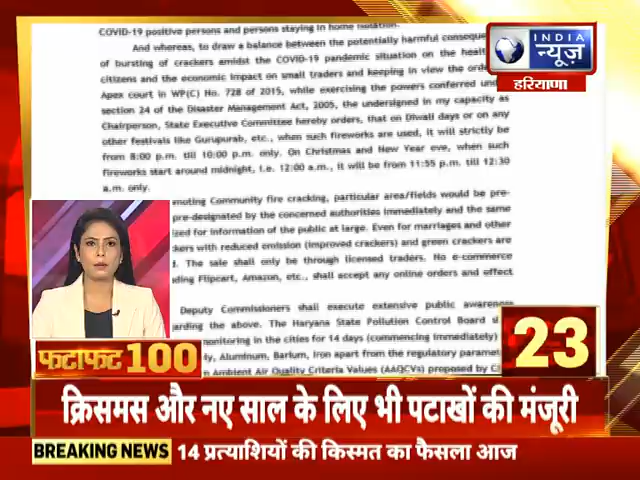 COVID-19 positive persons and persons staying in home isolation.
And whereas, to draw a balance between the potentially harmful
of bursting of crackers amidst the COVID-19 pandemic situation on the
citizens and the economic impact on small traders and keeping in view the
Apex court in WP(C) No. 728 of 2015, while exercising the powers conferred
section 24 of the Disaster Management Act, 2005, the undersigned in my capacity as
Chairperson, State Executive Committee hereby orders, that on Diwali days or on any
other festivals like Gurupurab, etc., when such fireworks are used, it will strictly be
from 8:00 p.m. till 10:00 p.m. only. On Christmas and New Year eve, when such
fireworks start around midnight, i.e. 12:00 a.m., it will be from 11:55 p.m. till 12:30
a.m. only.
Community fire cracking, particular area/fields would be pre-
pre-designated by the concerned authorities immediately and the same
for information of the public at large. Even for marriages and other
with reduced emission (improved crackers) and green crackers are
The sale shall only be through licensed traders. No e-commerce
Flipcart, Amazon, etc., shall accept any online orders and effect
Deputy Commissioners shall execute extensive public awareness
the above. The Haryana State Pollution Control Board
in the cities for 14 days (commencing immediately)
Aluminum, Barium, Iron apart from the regulatory
Ambient Air Quality Criteria Values (AAQCVs) proposed by
INDIA
न्यूज़
हरियाणा
फटाफट 100
23
क्रिसमस और नए साल के लिए भी पटाखों की मंजूरी
BREAKING NEWS 14 प्रत्याशियों की किस्मत का फैसला आज